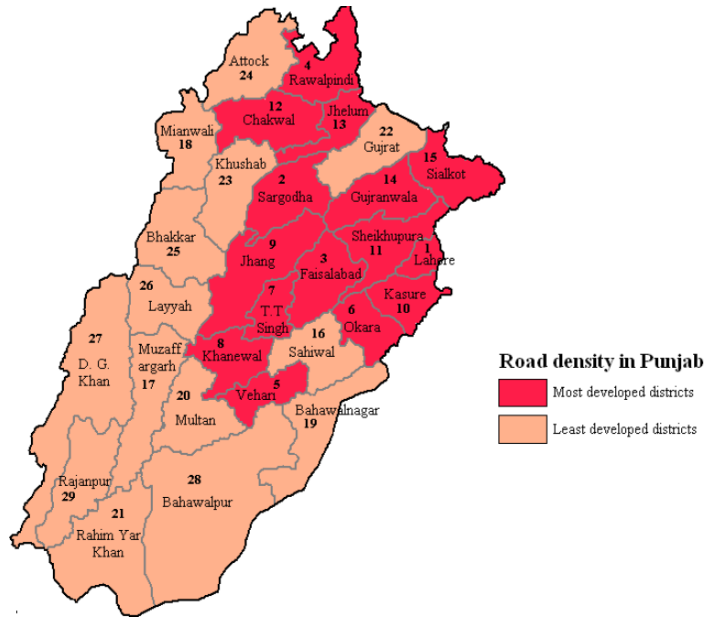 Attock
24
4
Rawalpindi
12
Chakwal
Jhelum
13
Mianwali
18
22
Gujrat
Khushab
23
15
Sialkot
2
Sargodha
14
Gujranwala
Bhakkar
25
9
Jhang
3
Faisalabad
Sheikhupura
11
1
Lahore
26
Layyah
7
T.T
Singh
6
Okara
Kasure
10
27
D. G.
Khan
Muzaff
argarh
17
8
Khanewal
16
Sahiwal
20
Multan
5
Vehari
Bahawalnagar
19
Rajanpur
29
28
Bahawalpur
21
Rahim Yar
Khan
Road density in Punjab
Most developed districts
Least developed districts